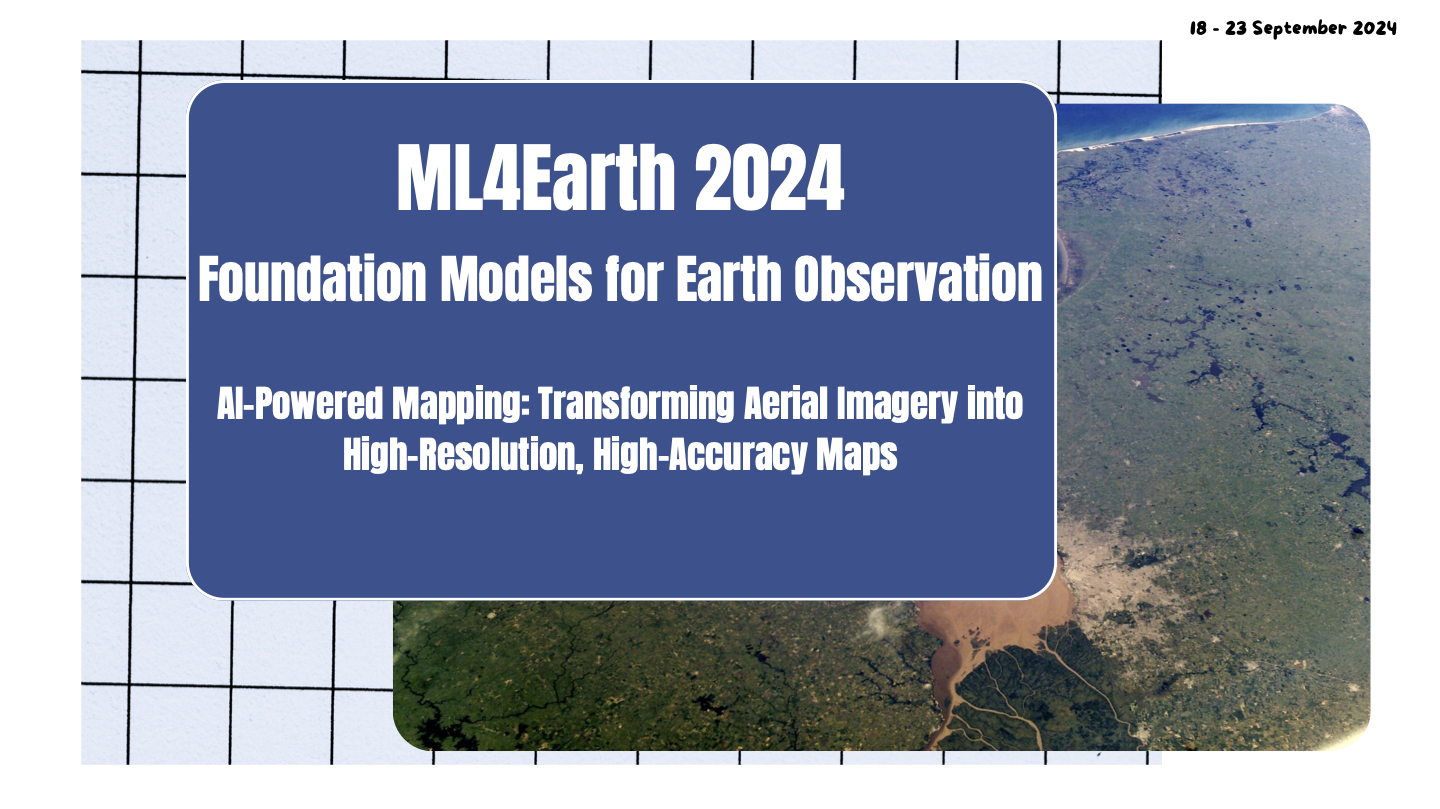 18 - 23 September 2024
ML4Earth 2024
Foundation Models for Earth Observation
AI-Powered Mapping: Transforming Aerial Imagery into
High-Resolution, High-Accuracy Maps